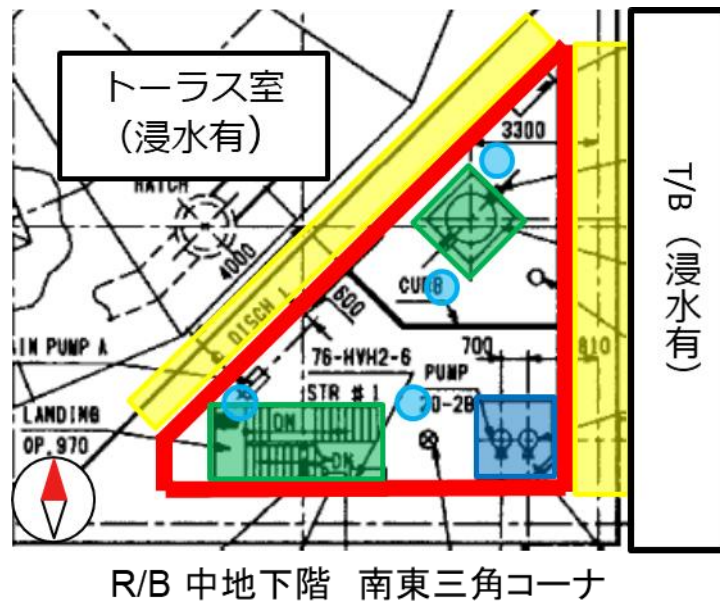 トーラス室
（浸水有）
HATCH
3300
4000
CURB
C DISCH L
600
IN PUMP A
76-HVH2-6
700
810
PUMP
STR # 1
20-2B
LANDING
OP.970
DN
DN
T/B （浸水有）
R/B 中地下階 南東三角コーナ